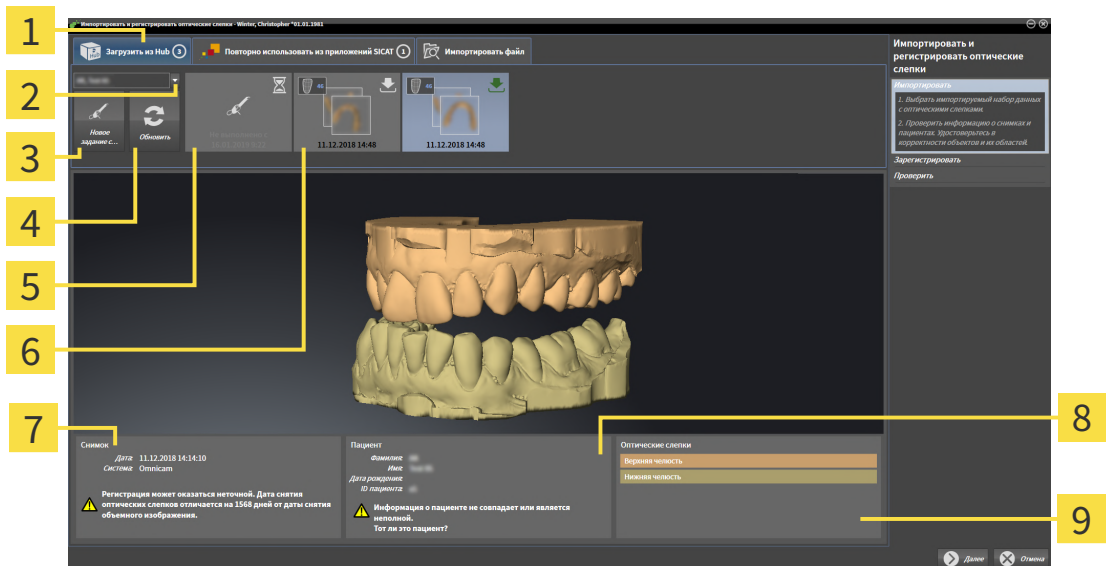 Импортировать и регистрировать оптические слепки - Winter, Christopher *01.01.1981
1
Загрузить из Hub 3
Повторно использовать из приложений SICAT 1
Импортировать файл
Импортировать и
регистрировать оптические
слепки
Импортировать
1. Выбрать импортируемый набор данных
с оптическими слепками.
2. Проверить информацию о снимках и
пациентах. Удостоверьтесь в
корректности объектов и их областей.
Зарегистрировать
Проверить
2
3
Новое
задание с...
Обновить
11.12.2018 14:48
11.12.2018 14:48
4
5
6
7
Снимок
Дата: 11.12.2018 14:14:10
Система: Omnicam
Регистрация может оказаться неточной. Дата снятия
оптических слепков отличается на 1568 дней от даты снятия
объемного изображения.
Пациент
Фамилия:
Имя:
Дата рождения:
ID пациента:
Информация о пациенте не совпадает или является
неполной.
Тот ли это пациент?
Оптические слепки
Верхняя челюсть
Нижняя челюсть
8
9
Далее
Отмена